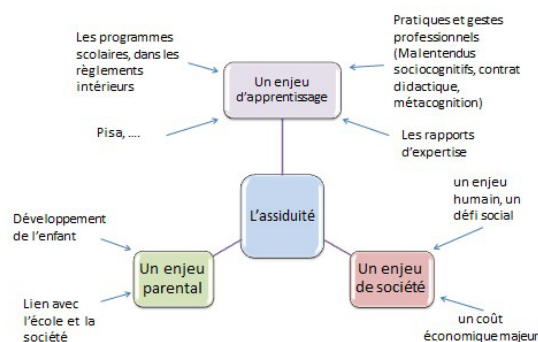 Les programmes
scolaires, dans les
règlements
intérieurs
Pratiques et gestes
professionnels
(Malentendus
sociocognitifs, contrat
didactique,
métacognition)
Un enjeu
d'apprentissage
Pisa, ....
Les rapports
d'expertise
L'assiduité
un enjeu
humain, un
défi social
Développement
de l'enfant
Un enjeu
parental
Un enjeu
de société
Lien avec
l'école et la
société
un coût
économique majeur